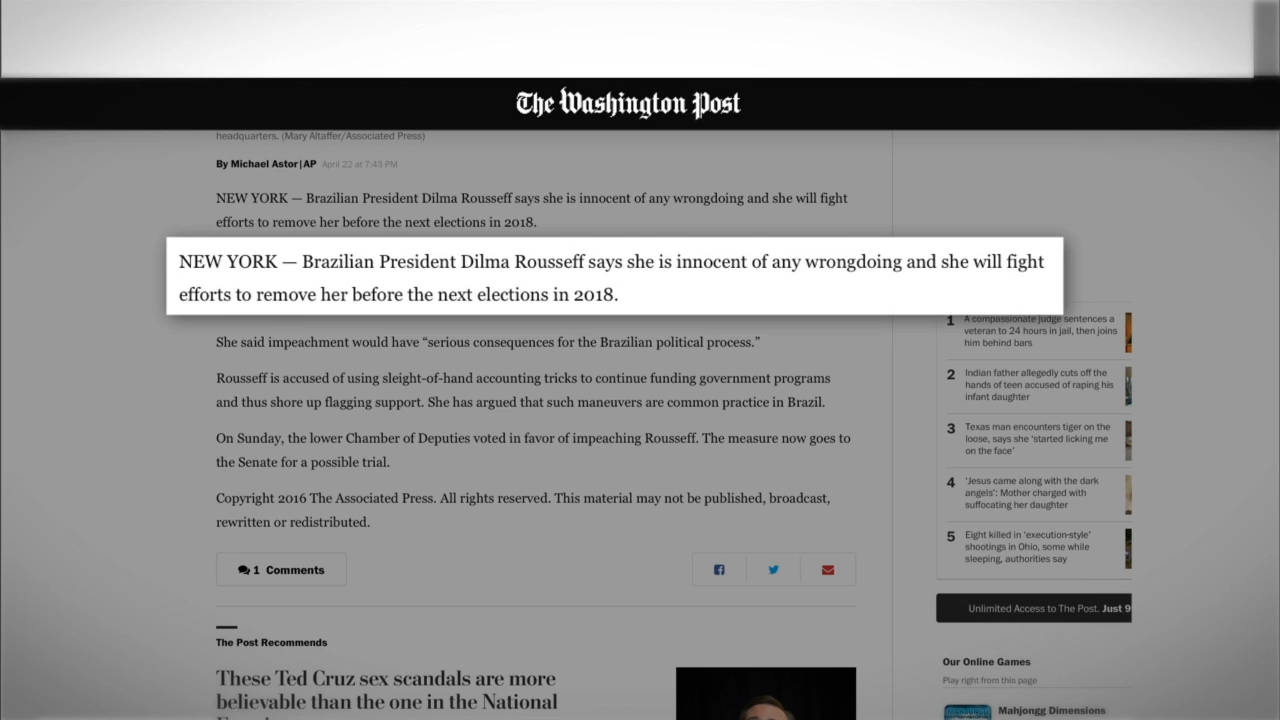 The Washington Post
headquarters. (Mary Altaffer/Associated Press)
By Michael Astor|AP April 22 at 7:43 PM
NEW YORK — Brazilian President Dilma Rousseff says she is innocent of any wrongdoing and she will fight
efforts to remove her before the next elections in 2018.
NEW YORK — Brazilian President Dilma Rousseff says she is innocent of any wrongdoing and she will fight
efforts to remove her before the next elections in 2018.
She said impeachment would have “serious consequences for the Brazilian political process.”
Rousseff is accused of using sleight-of-hand accounting tricks to continue funding government programs
and thus shore up flagging support. She has argued that such maneuvers are common practice in Brazil.
On Sunday, the lower Chamber of Deputies voted in favor of impeaching Rousseff. The measure now goes to
the Senate for a possible trial.
Copyright 2016 The Associated Press. All rights reserved. This material may not be published, broadcast,
rewritten or redistributed.
1 Comments
The Post Recommends
These Ted Cruz sex scandals are more
believable than the one in the National
1 A compassionate judge sentences a
veteran to 24 hours in jail, then joins
him behind bars
2 Indian father allegedly cuts off the
hands of teen accused of raping his
infant daughter
3 Texas man encounters tiger on the
loose, says she ‘started licking me
on the face’
4 ‘Jesus came along with the dark
angels’: Mother charged with
suffocating her daughter
5 Eight killed in ‘execution-style’
shootings in Ohio, some while
sleeping, authorities say
Unlimited Access to The Post. Just 9
Our Online Games
Play right from this page
Mahjongg Dimensions